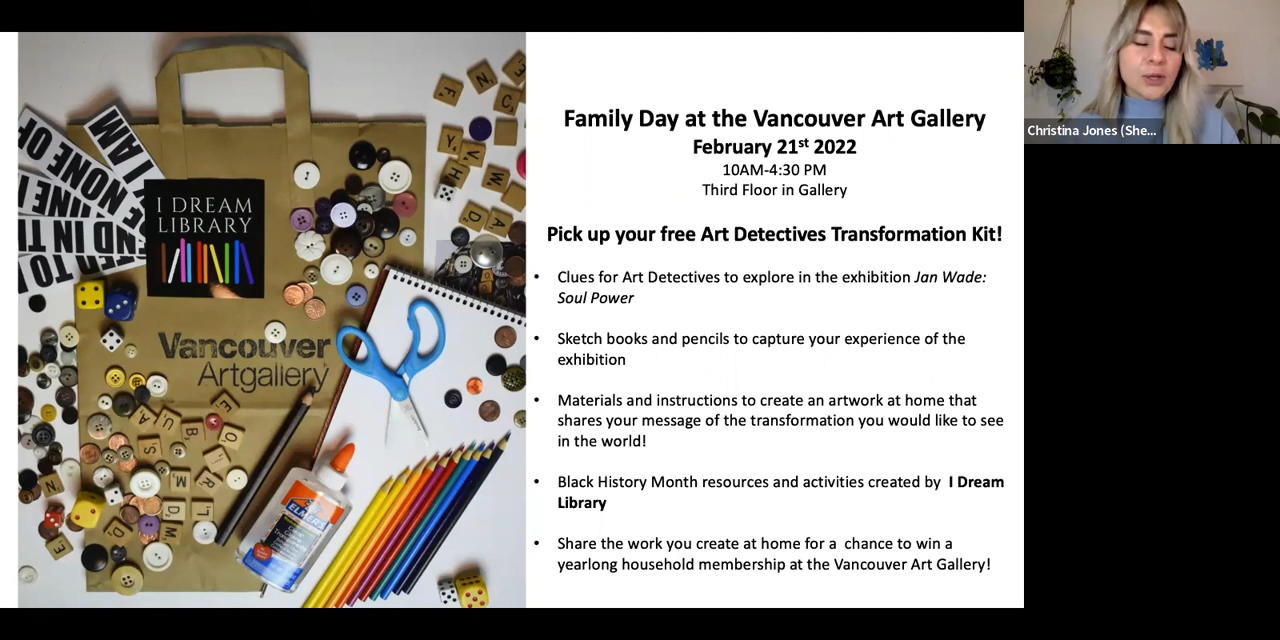 Family Day at the Vancouver Art Gallery
February 21st 2022
10AM-4:30 PM
Third Floor in Gallery
Pick up your free Art Detectives Transformation Kit!
• Clues for Art Detectives to explore in the exhibition Jan Wade:
Soul Power
• Sketch books and pencils to capture your experience of the
exhibition
• Materials and instructions to create an artwork at home that
shares your message of the transformation you would like to see
in the world!
• Black History Month resources and activities created by I Dream
Library
• Share the work you create at home for a chance to win a
yearlong household membership at the Vancouver Art Gallery!
I DREAM
LIBRARY
Vancouver
Artgallery
ELMER'S
I AM
NONE OF
END IN THE
Christina Jones (She...